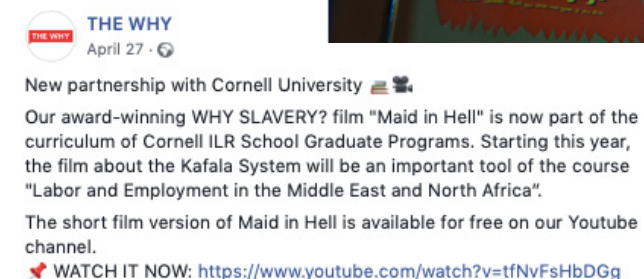 THE WHY
THE WHY
April 27 ·
New partnership with Cornell University
Our award-winning WHY SLAVERY? film "Maid in Hell" is now part of the
curriculum of Cornell ILR School Graduate Programs. Starting this year,
the film about the Kafala System will be an important tool of the course
"Labor and Employment in the Middle East and North Africa”.
The short film version of Maid in Hell is available for free on our Youtube
channel.
WATCH IT NOW: https://www.youtube.com/watch?v=tfNvFsHbDGg